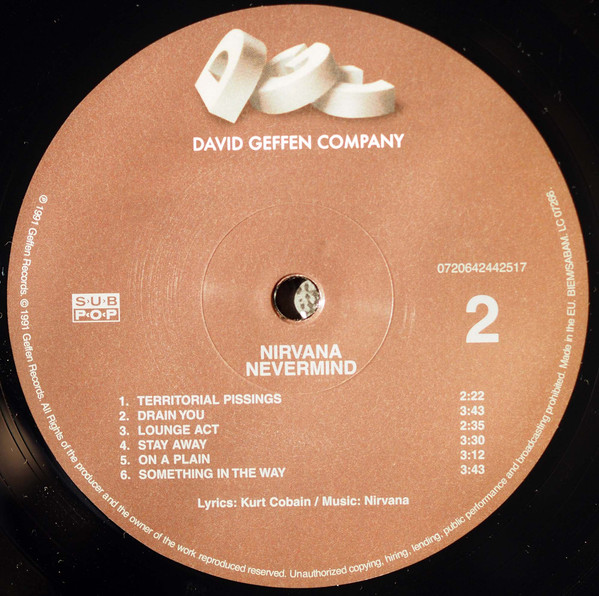 DGC
DAVID GEFFEN COMPANY
0720642442517
SUB
POP
2
NIRVANA
NEVERMIND
1. TERRITORIAL PISSINGS 2:22
2. DRAIN YOU 3:43
3. LOUNGE ACT 2:35
4. STAY AWAY 3:30
5. ON A PLAIN 3:12
6. SOMETHING IN THE WAY 3:43
Lyrics: Kurt Cobain / Music: Nirvana
℗ 1991 Geffen Records. © 1991 Geffen Records. All Rights of the producer and the owner of the work reproduced reserved. Unauthorized copying, hiring, lending, public performance and broadcasting prohibited. Made in the EU. BIEM/SABAM. LC 07266.